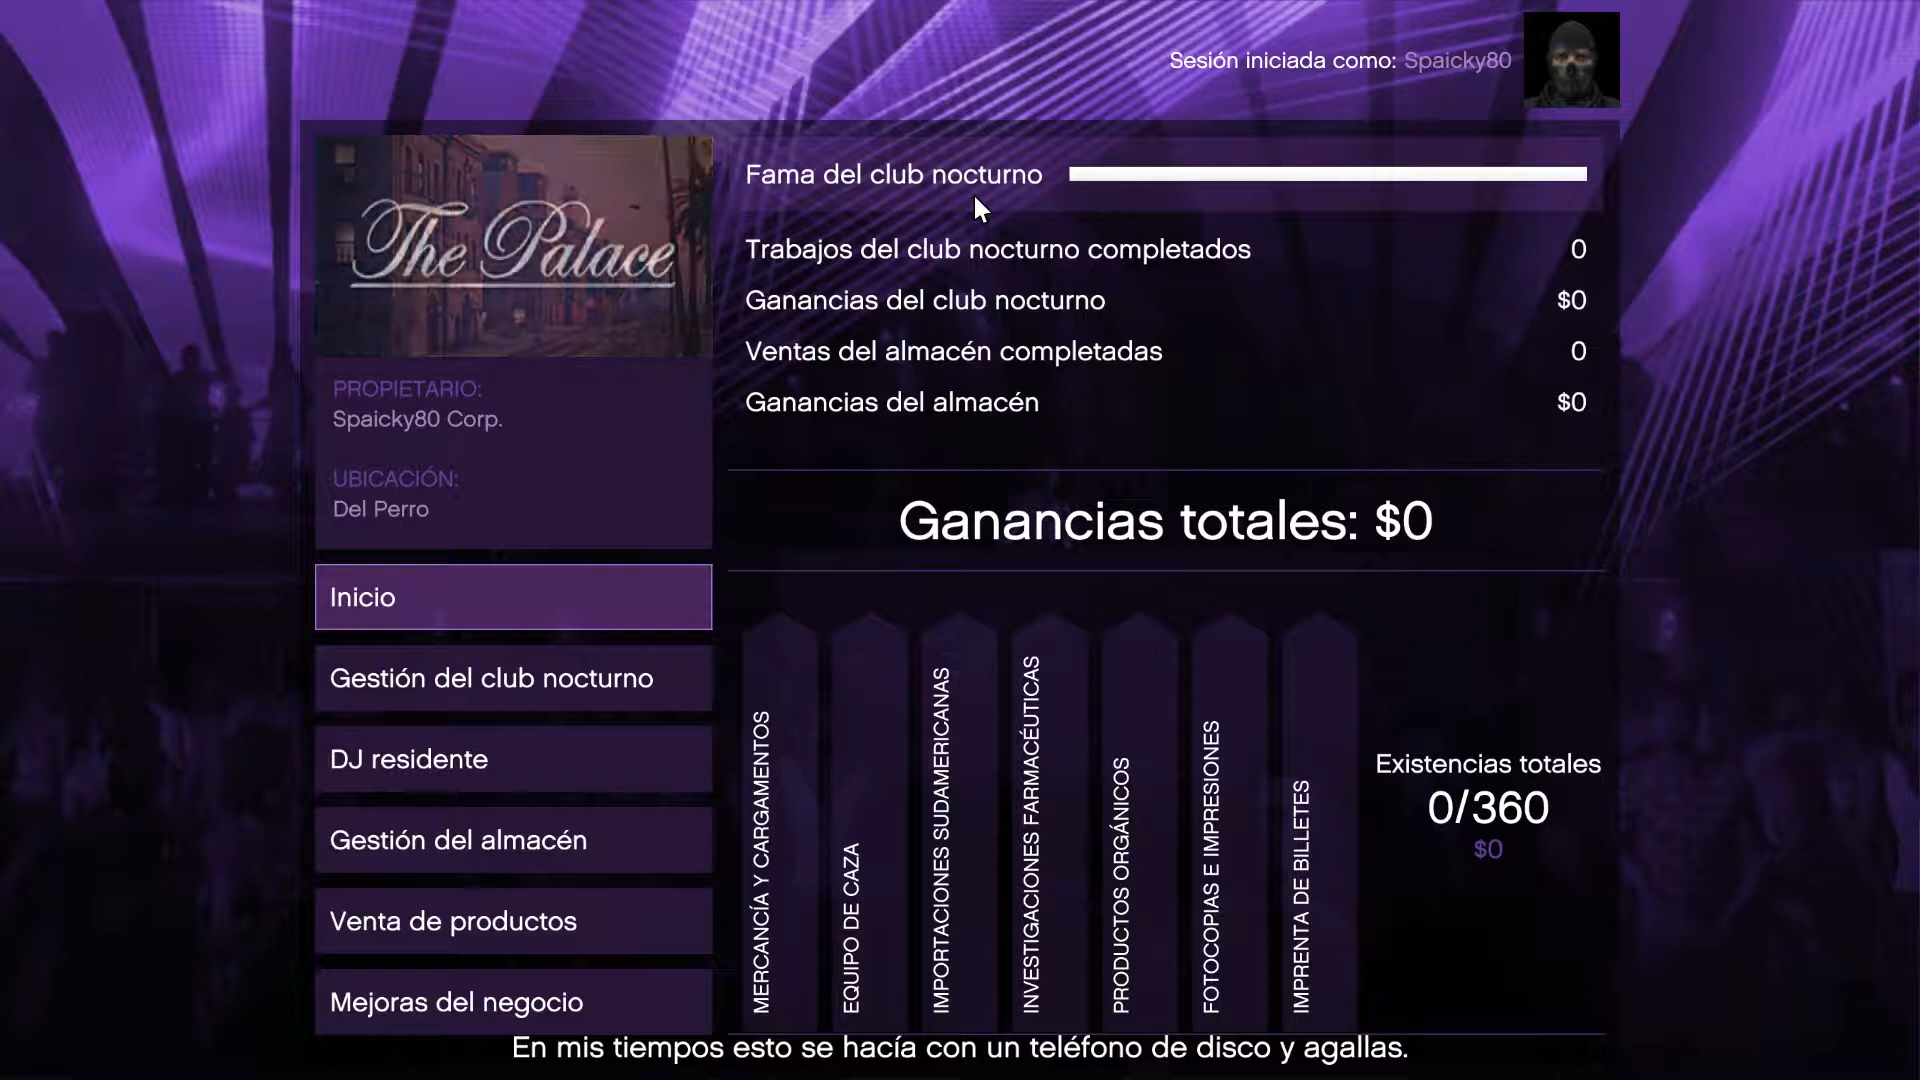 Sesión iniciada como: Spaicky80
The Palace
PROPIETARIO:
Spaicky80 Corp.
UBICACIÓN:
Del Perro
Inicio
Gestión del club nocturno
DJ residente
Gestión del almacén
Venta de productos
Mejoras del negocio
Fama del club nocturno
Trabajos del club nocturno completados 0
Ganancias del club nocturno $0
Ventas del almacén completadas 0
Ganancias del almacén $0
Ganancias totales: $0
MERCANCÍA Y CARGAMENTOS
EQUIPO DE CAZA
IMPORTACIONES SUDAMERICANAS
INVESTIGACIONES FARMACÉUTICAS
PRODUCTOS ORGÁNICOS
FOTOCOPIAS E IMPRESIONES
IMPRENTA DE BILLETES
Existencias totales
0/360
$0
En mis tiempos esto se hacía con un teléfono de disco y agallas.